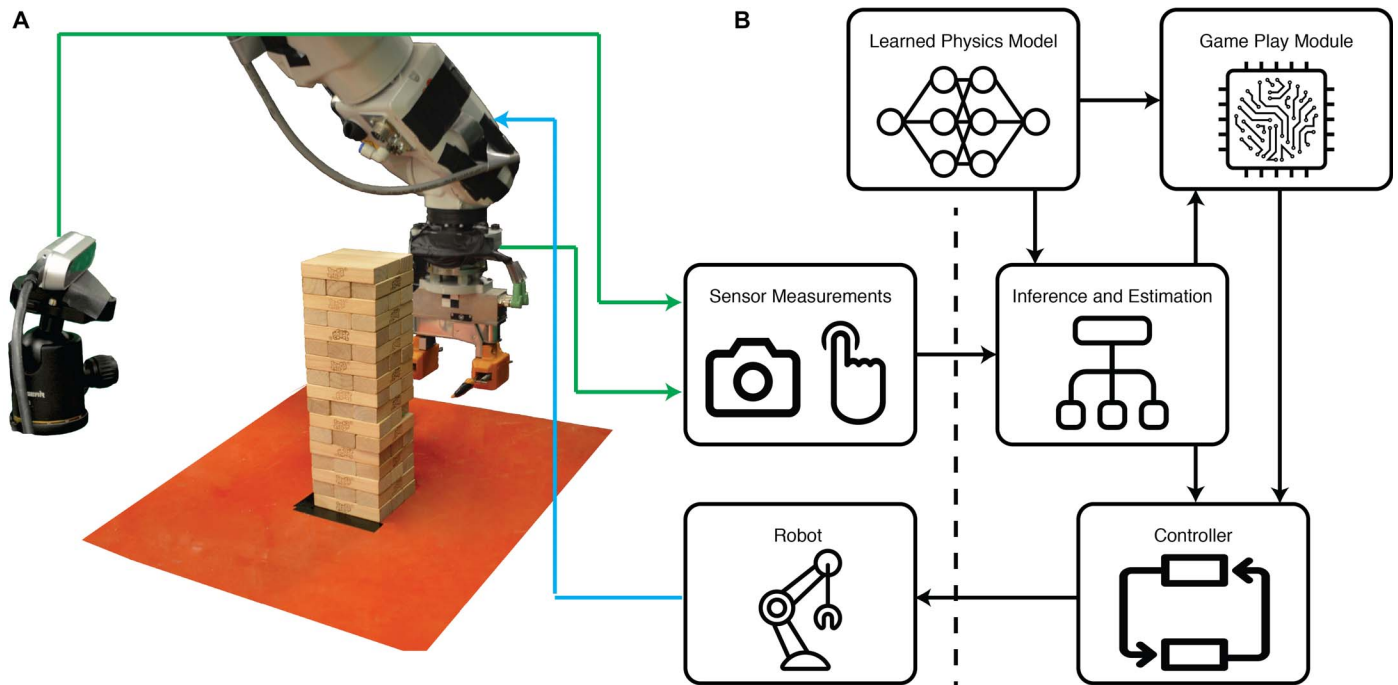 A
B
Learned Physics Model
Game Play Module
Sensor Measurements
Inference and Estimation
Robot
Controller